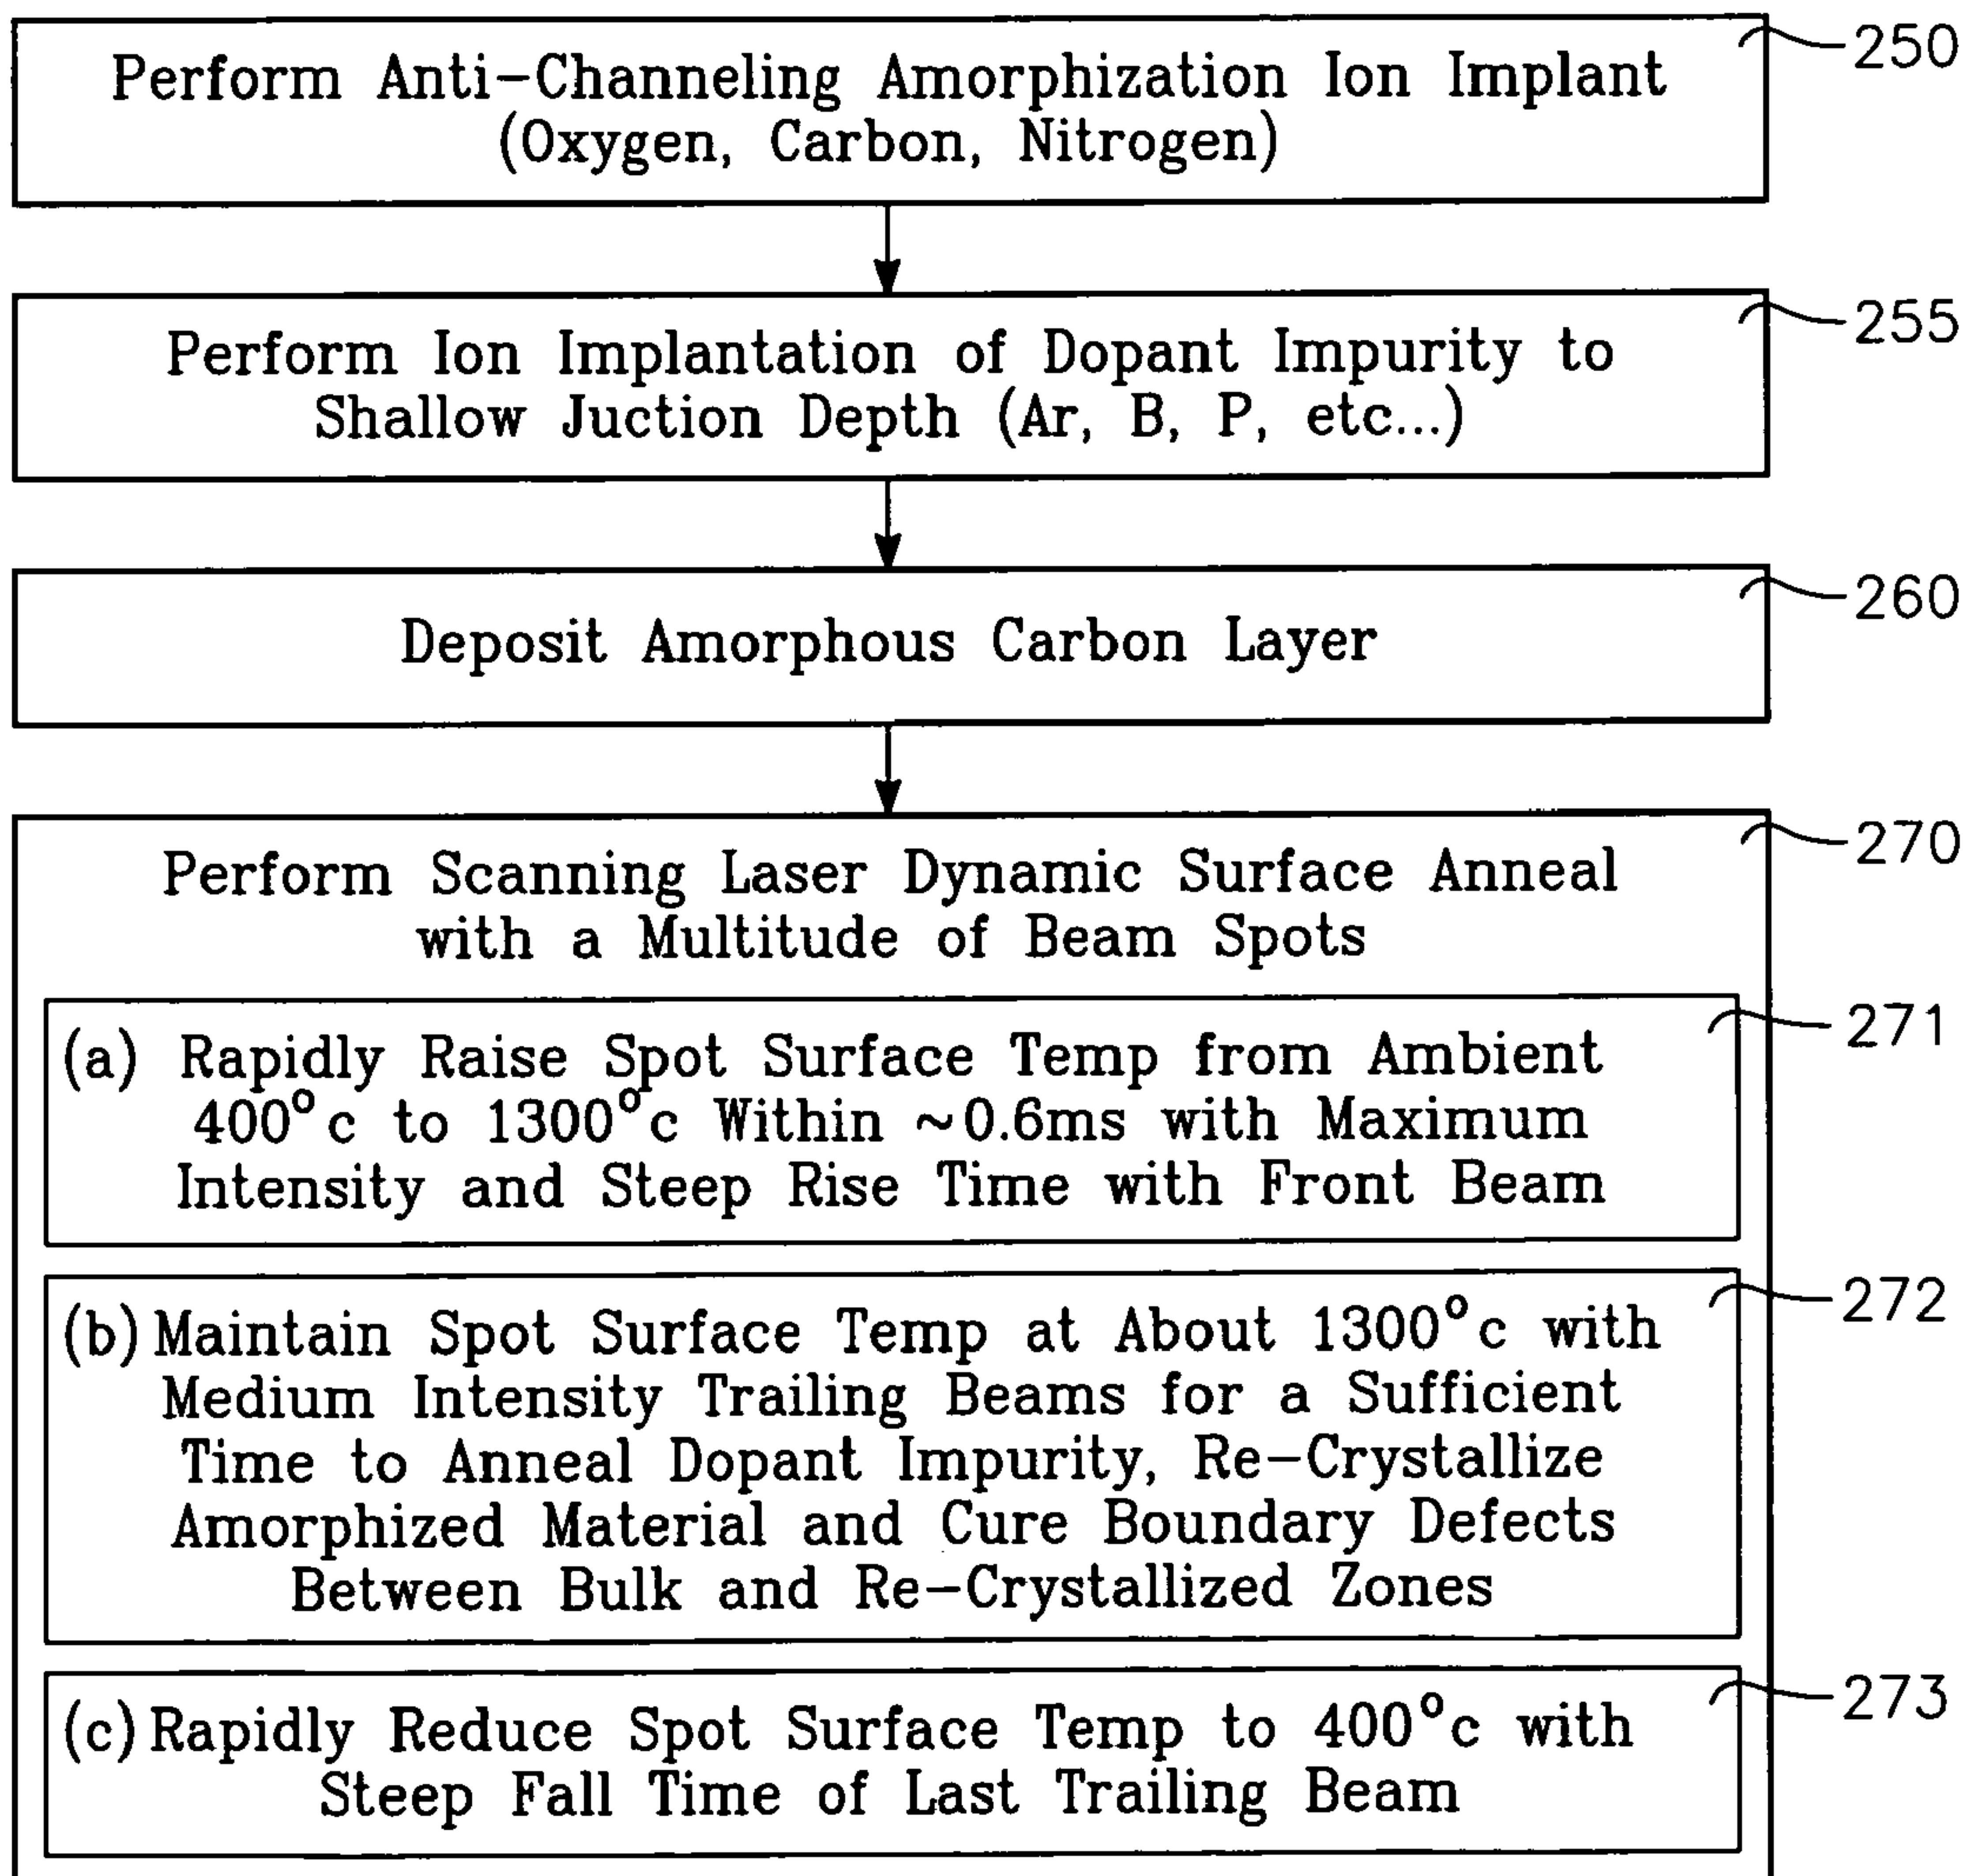 Perform Anti-Channeling Amorphization Ion Implant
(Oxygen, Carbon, Nitrogen)
250
Perform Ion Implantation of Dopant Impurity to
Shallow Juction Depth (Ar, B, P, etc...)
255
Deposit Amorphous Carbon Layer
260
Perform Scanning Laser Dynamic Surface Anneal
with a Multitude of Beam Spots
270
(a) Rapidly Raise Spot Surface Temp from Ambient
400°c to 1300°c Within ~0.6ms with Maximum
Intensity and Steep Rise Time with Front Beam
271
(b) Maintain Spot Surface Temp at About 1300°c with
Medium Intensity Trailing Beams for a Sufficient
Time to Anneal Dopant Impurity, Re-Crystallize
Amorphized Material and Cure Boundary Defects
Between Bulk and Re-Crystallized Zones
272
(c) Rapidly Reduce Spot Surface Temp to 400°c with
Steep Fall Time of Last Trailing Beam
273